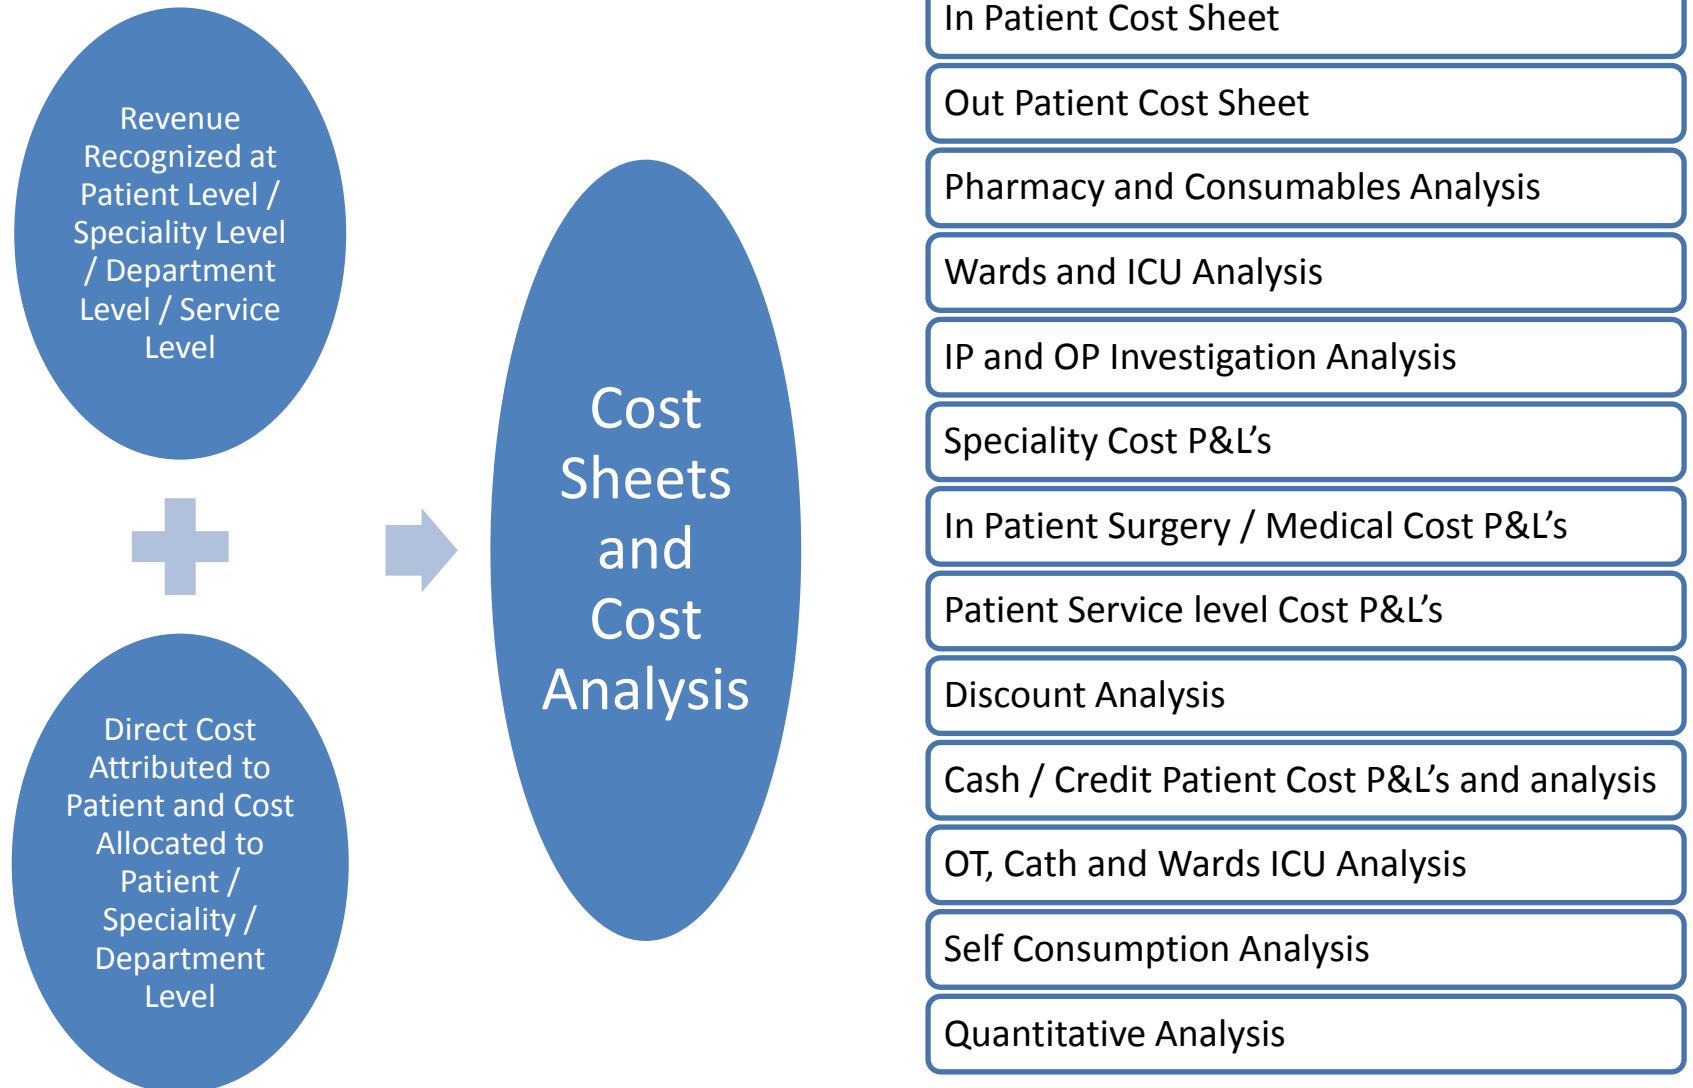 Revenue
Recognized at
Patient Level /
Speciality Level
/ Department
Level / Service
Level
Direct Cost
Attributed to
Patient and Cost
Allocated to
Patient /
Speciality /
Department
Level
Cost
Sheets
and
Cost
Analysis
In Patient Cost Sheet
Out Patient Cost Sheet
Pharmacy and Consumables Analysis
Wards and ICU Analysis
IP and OP Investigation Analysis
Speciality Cost P&L’s
In Patient Surgery / Medical Cost P&L’s
Patient Service level Cost P&L’s
Discount Analysis
Cash / Credit Patient Cost P&L’s and analysis
OT, Cath and Wards ICU Analysis
Self Consumption Analysis
Quantitative Analysis